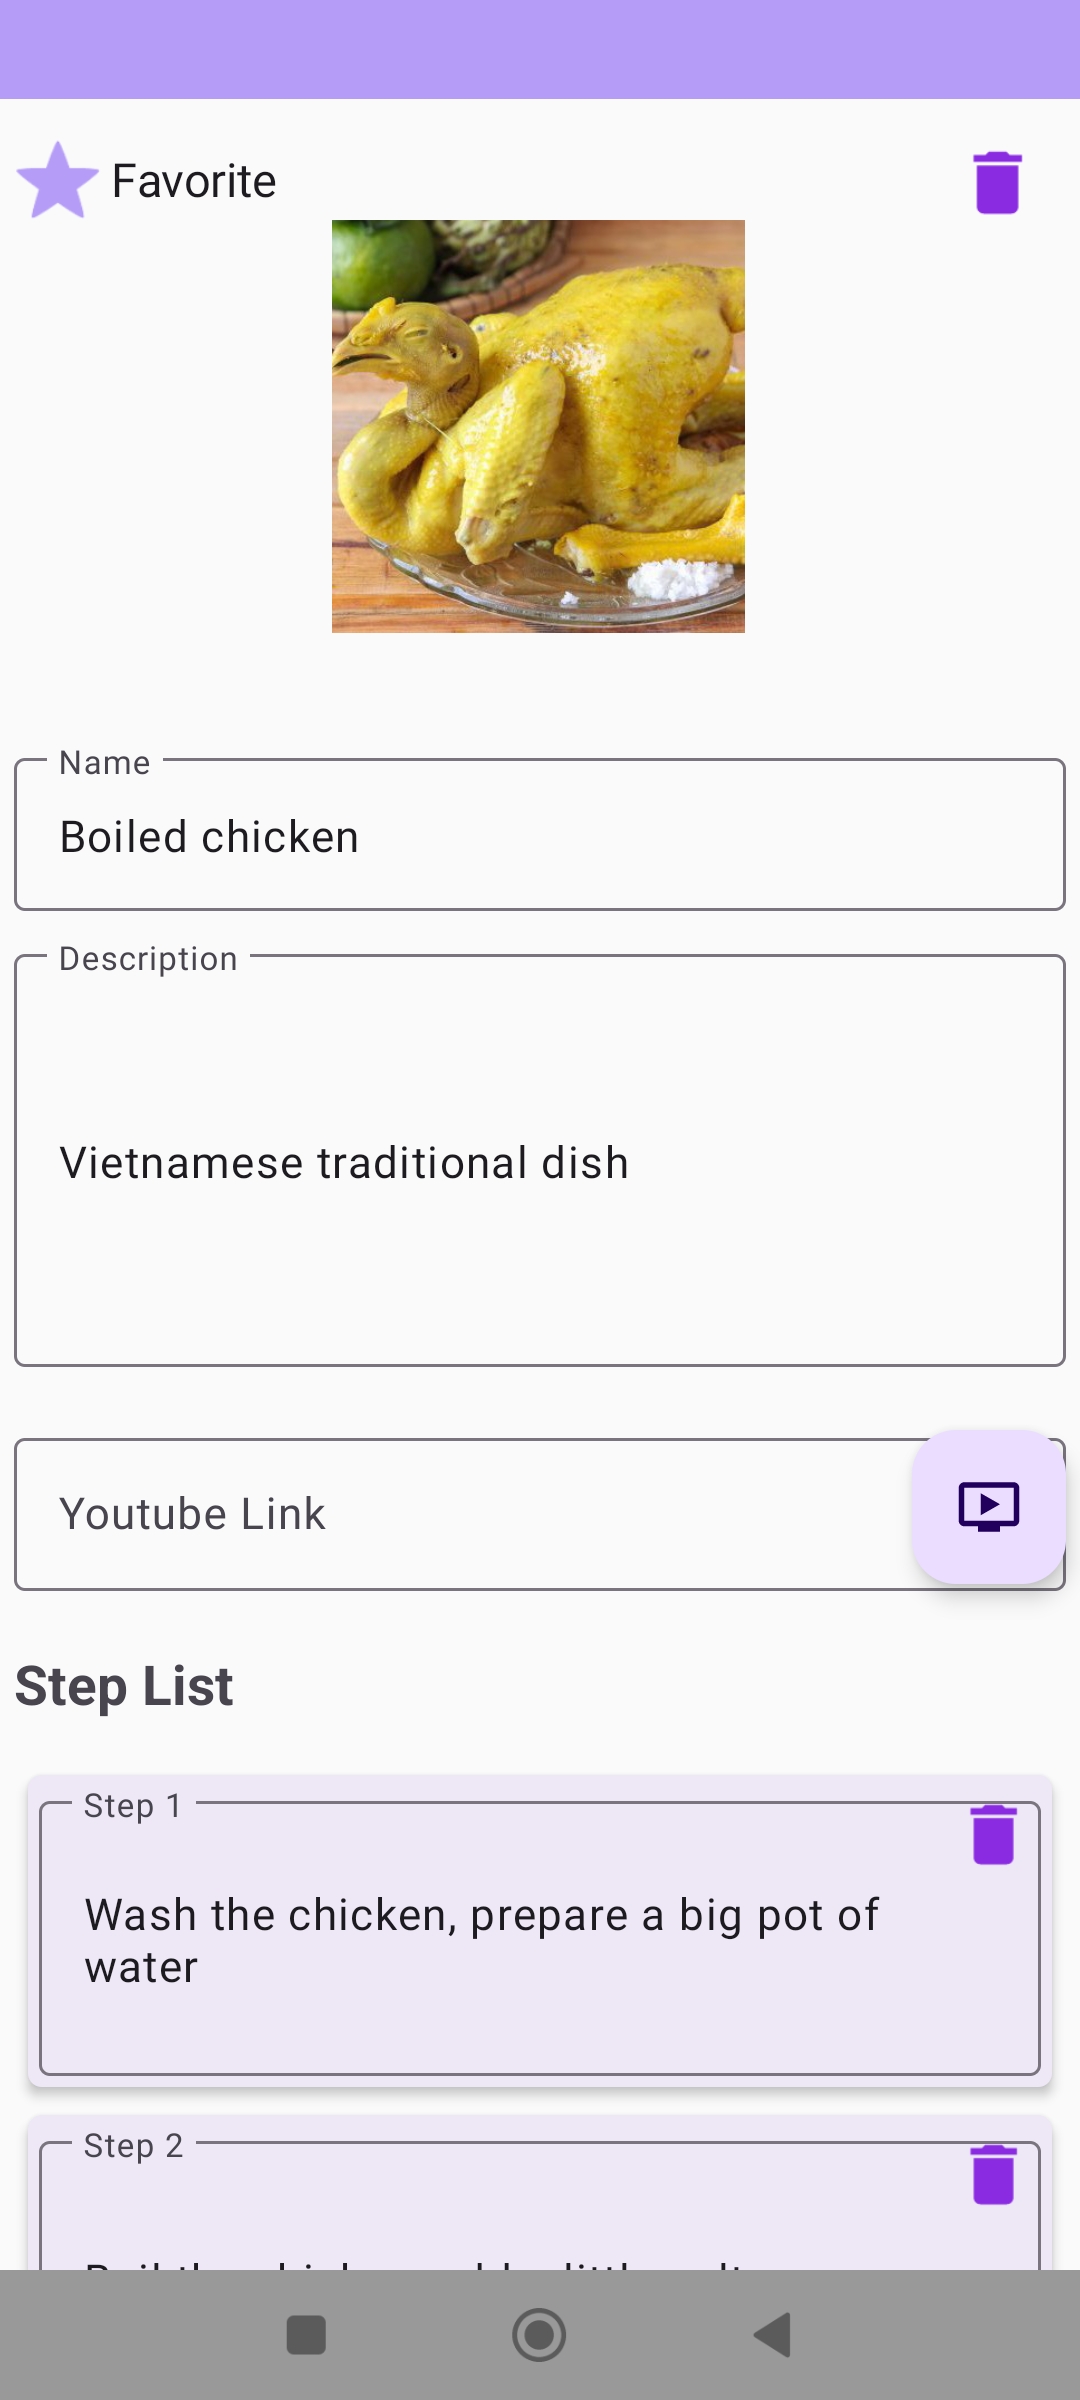 Favorite
Name
Boiled chicken
Description
Vietnamese traditional dish
Youtube Link
Step List
Step 1
Wash the chicken, prepare a big pot of
water
Step 2